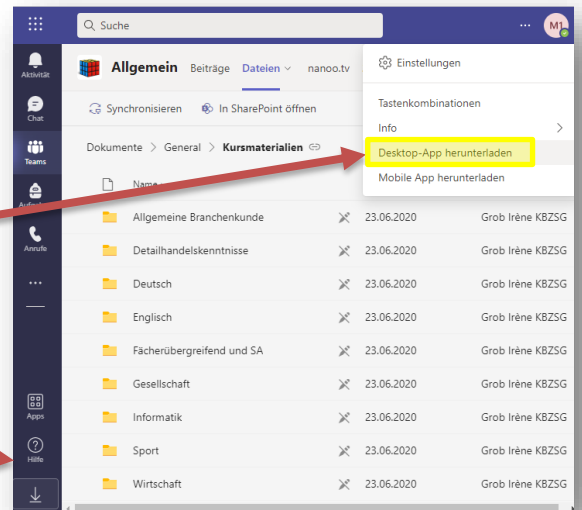 Suche
M1
Aktivität
Chat
Teams
Anrufe
Apps
Hilfe
Allgemein Beiträge Dateien nanoo.tv
Einstellungen
Tastenkombinationen
Info
Desktop-App herunterladen
Mobile App herunterladen
Synchronisieren In SharePoint öffnen
Dokumente > General > Kursmaterialien
Name
Allgemeine Branchenkunde 23.06.2020 Grob Irène KBZSG
Detailhandelskenntnisse 23.06.2020 Grob Irène KBZSG
Deutsch 23.06.2020 Grob Irène KBZSG
Englisch 23.06.2020 Grob Irène KBZSG
Fächerübergreifend und SA 23.06.2020 Grob Irène KBZSG
Gesellschaft 23.06.2020 Grob Irène KBZSG
Informatik 23.06.2020 Grob Irène KBZSG
Sport 23.06.2020 Grob Irène KBZSG
Wirtschaft 23.06.2020 Grob Irène KBZSG